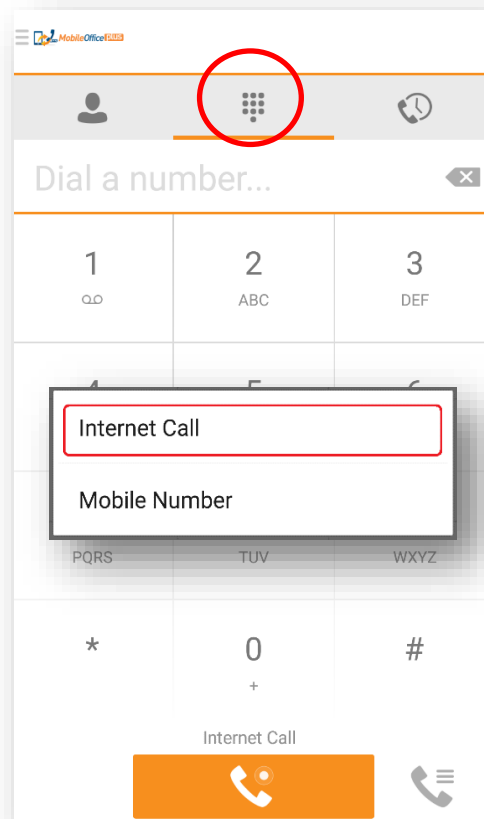 MobileOffice PLUS
Dial a number...
1 2 3
ABC DEF
Internet Call
Mobile Number
PQRS TUV WXYZ
* 0 #
+
Internet Call